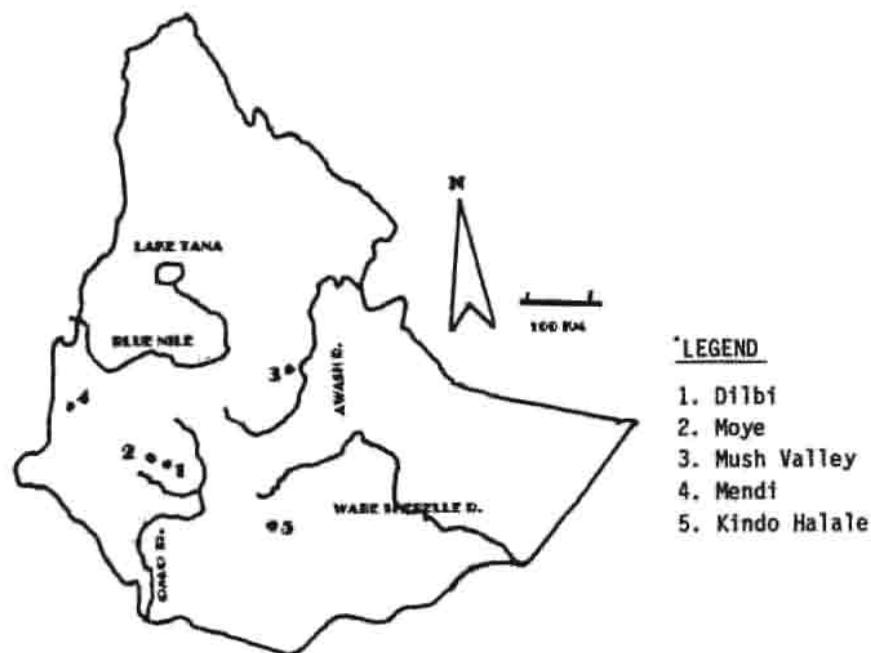 N
LAKE TANA
100 KM
BLUE NILE
*LEGEND
3
AWASH R.
1. Dilbi
4
2. Moye
3. Mush Valley
2
1
4. Mendi
WABE SHEBELLE R.
5
5. Kindo Halale
OMO R.